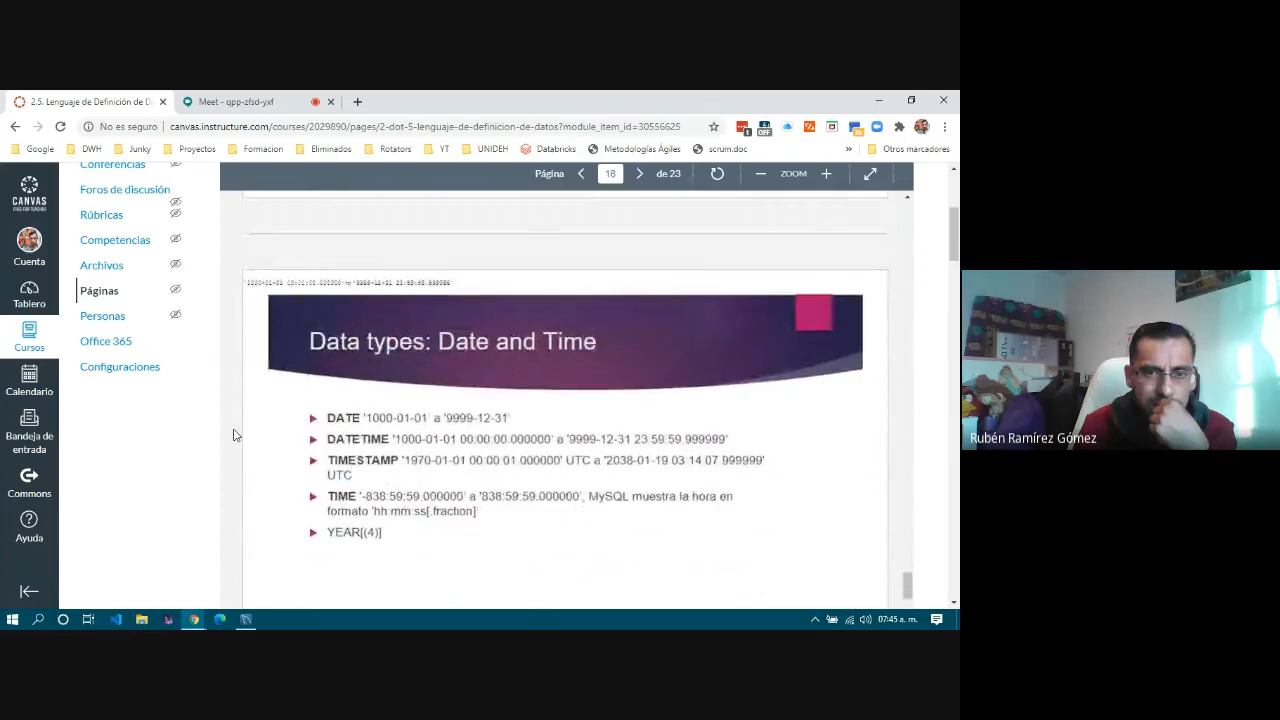 2.5. Lenguaje de Definición de D
Meet - qpp-zfsd-yxf
No es seguro
canvas.instructure.com/courses/2029890/pages/2-dot-5-lenguaje-de-definicion-de-datos?module_item_id=30556625
Google DWH Junky Proyectos Formacion Eliminados Rotators YT UNIDEH Databricks Metodologías Ágiles scrum.doc » Otros marcadores
OFF
CANVAS
Cuenta
Tablero
Cursos
Calendario
Bandeja de
entrada
Commons
Ayuda
Conferencias
Foros de discusión
Rúbricas
Competencias
Archivos
Páginas
Personas
Office 365
Configuraciones
Página 18 de 23 ZOOM
Data types: Date and Time
DATE '1000-01-01' a '9999-12-31'
DATETIME '1000-01-01 00:00:00.000000' a '9999-12-31 23:59:59.999999'
TIMESTAMP '1970-01-01 00:00:01.000000' UTC a '2038-01-19 03:14:07.999999'
UTC
TIME '-838:59:59.000000' a '838:59:59.000000', MySQL muestra la hora en
formato 'hh:mm:ss[.fraction]'
YEAR[(4)]
07:45 a. m.
Rubén Ramírez Gómez